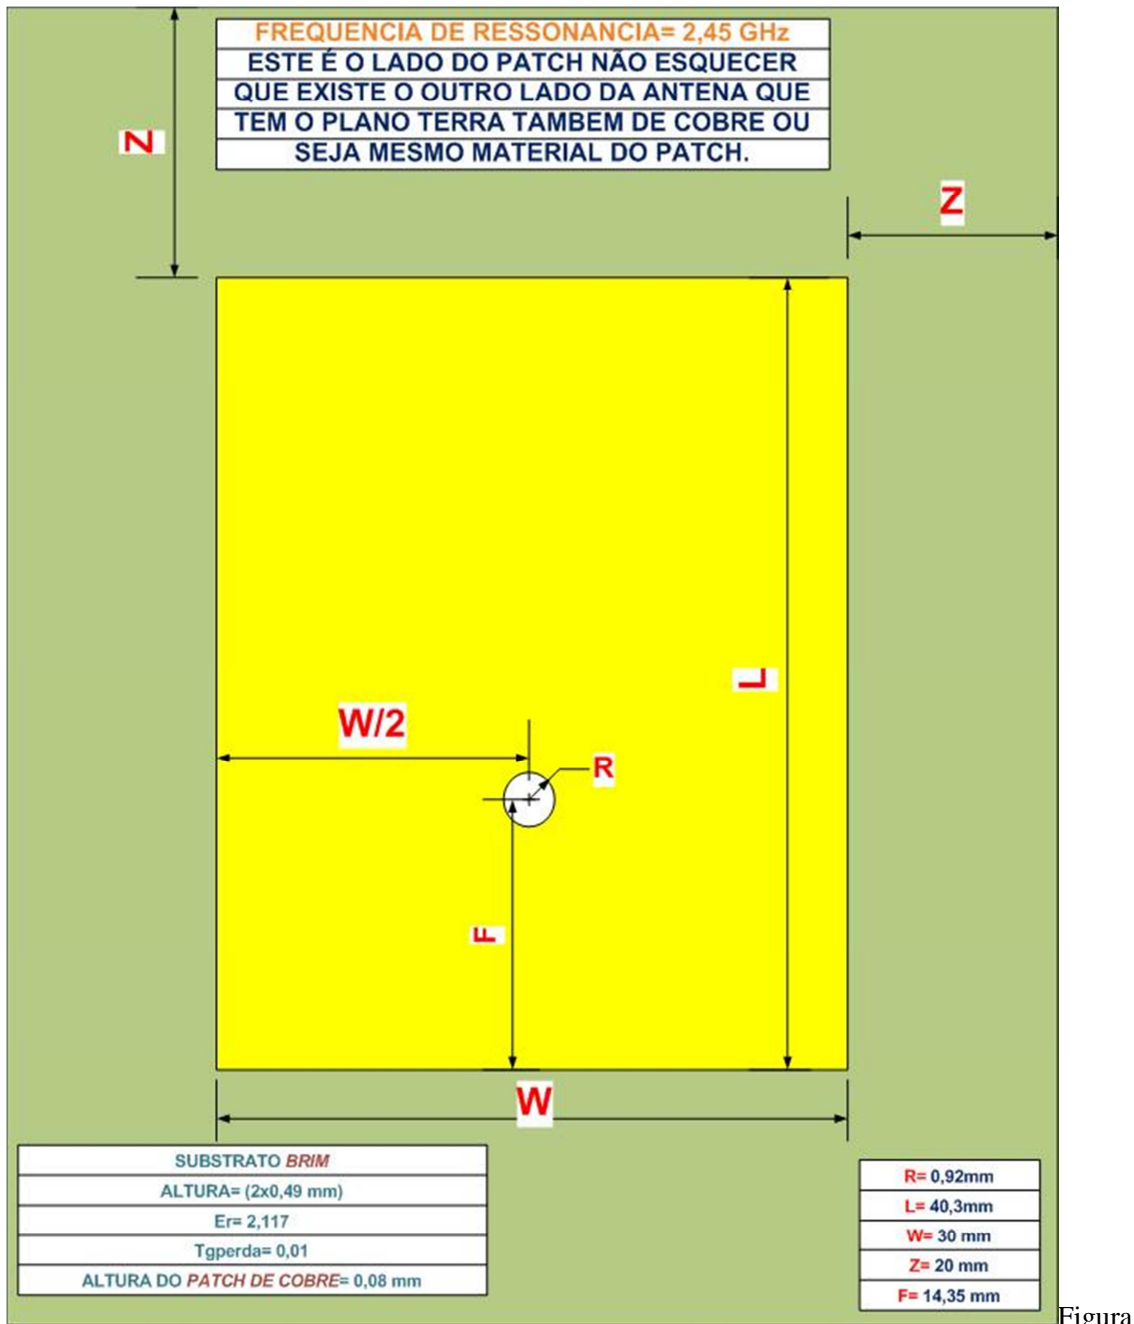 FREQUENCIA DE RESSONANCIA= 2,45 GHz
ESTE É O LADO DO PATCH NÃO ESQUECER
QUE EXISTE O OUTRO LADO DA ANTENA QUE
TEM O PLANO TERRA TAMBEM DE COBRE OU
SEJA MESMO MATERIAL DO PATCH.
Z
Z
L
W/2
R
F
W
SUBSTRATO BRIM
ALTURA= (2x0,49 mm)
Er= 2,117
Tgperda= 0,01
ALTURA DO PATCH DE COBRE= 0,08 mm
R= 0,92mm
L= 40,3mm
W= 30 mm
Z= 20 mm
F= 14,35 mm
Figura